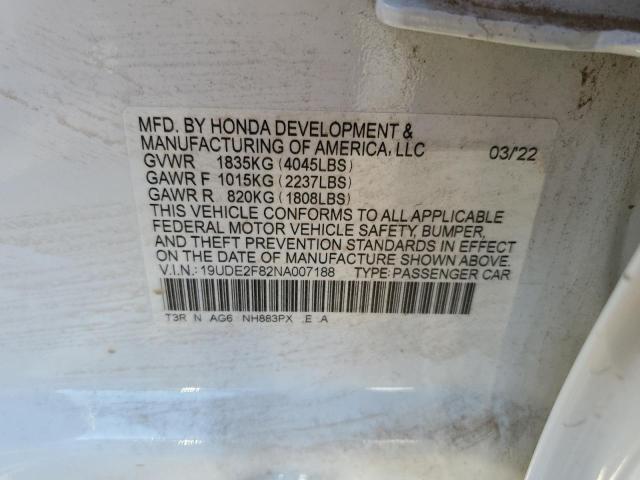 MFD. BY HONDA DEVELOPMENT &
MANUFACTURING OF AMERICA, LLC 03/'22
GVWR 1835KG (4045LBS)
GAWR F 1015KG (2237LBS)
GAWR R 820KG (1808LBS)
THIS VEHICLE CONFORMS TO ALL APPLICABLE
FEDERAL MOTOR VEHICLE SAFETY, BUMPER,
AND THEFT PREVENTION STANDARDS IN EFFECT
ON THE DATE OF MANUFACTURE SHOWN ABOVE.
V.I.N.: 19UDE2F82NA007188 TYPE: PASSENGER CAR
T3R N AG6 NH883PX .E .A